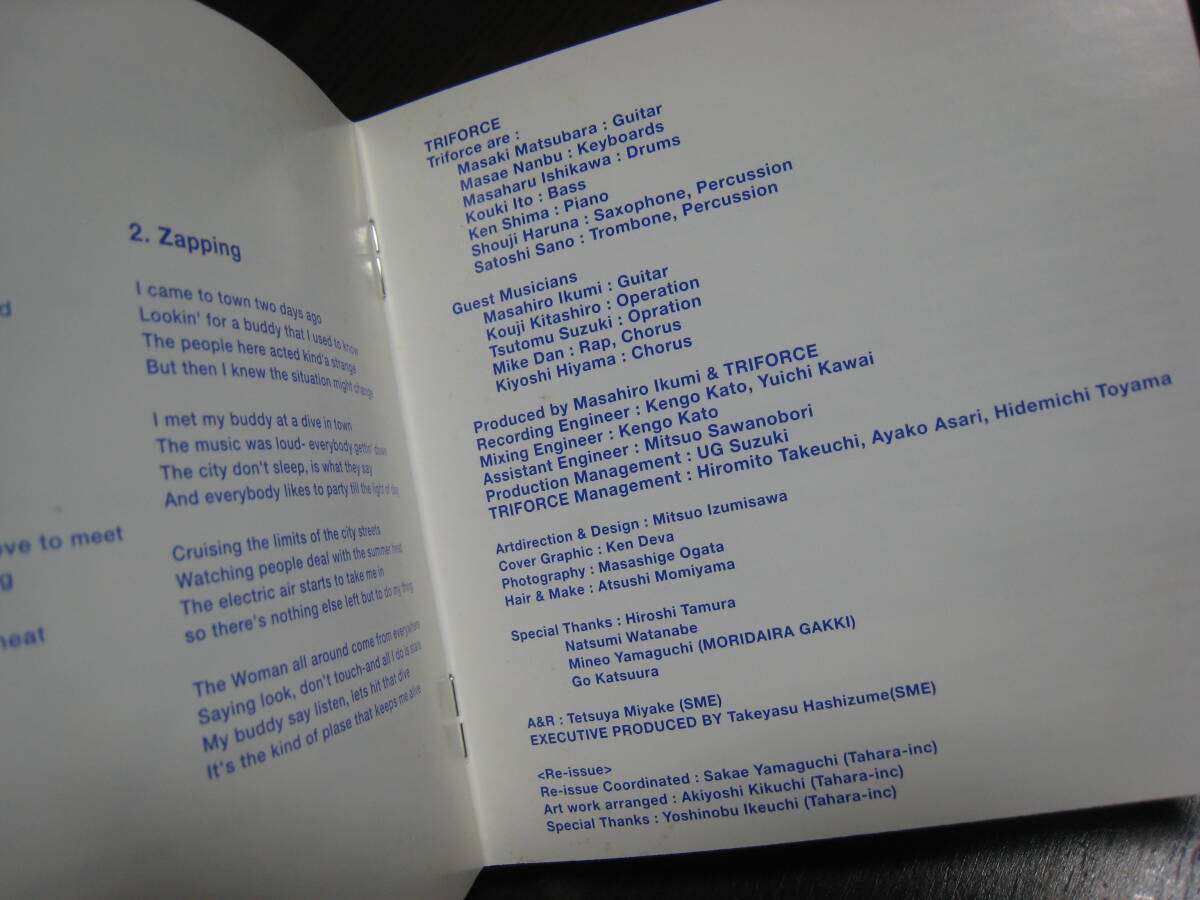 d
ove to meet
g
heat
2. Zapping
I came to town two days ago
Lookin' for a buddy that I used to know
The people here acted kind'a strange
But then I knew the situation might change
I met my buddy at a dive in town
The music was loud- everybody gettin' down
The city don't sleep, is what they say
And everybody likes to party till the light of day
Cruising the limits of the city streets
Watching people deal with the summer heat
The electric air starts to take me in
so there's nothing else left but to do my thing
The Woman all around come from everywhere
Saying look, don't touch-and all I do is stare
My buddy say listen, lets hit that dive
It's the kind of plase that keeps me alive
TRIFORCE
Triforce are :
Masaki Matsubara : Guitar
Masae Nanbu : Keyboards
Masaharu Ishikawa : Drums
Kouki Ito : Bass
Ken Shima : Piano
Shouji Haruna : Saxophone, Percussion
Satoshi Sano : Trombone, Percussion
Guest Musicians
Masahiro Ikumi : Guitar
Kouji Kitashiro : Operation
Tsutomu Suzuki : Opration
Mike Dan : Rap, Chorus
Kiyoshi Hiyama : Chorus
Produced by Masahiro Ikumi & TRIFORCE
Recording Engineer : Kengo Kato, Yuichi Kawai
Mixing Engineer : Kengo Kato
Assistant Engineer : Mitsuo Sawanobori
Production Management : UG Suzuki
TRIFORCE Management : Hiromito Takeuchi, Ayako Asari, Hidemichi Toyama
Artdirection & Design : Mitsuo Izumisawa
Cover Graphic : Ken Deva
Photography : Masashige Ogata
Hair & Make : Atsushi Momiyama
Special Thanks : Hiroshi Tamura
Natsumi Watanabe
Mineo Yamaguchi (MORIDAIRA GAKKI)
Go Katsuura
A&R : Tetsuya Miyake (SME)
EXECUTIVE PRODUCED BY Takeyasu Hashizume(SME)
<Re-issue>
Re-issue Coordinated : Sakae Yamaguchi (Tahara-inc)
Art work arranged : Akiyoshi Kikuchi (Tahara-inc)
Special Thanks : Yoshinobu Ikeuchi (Tahara-inc)